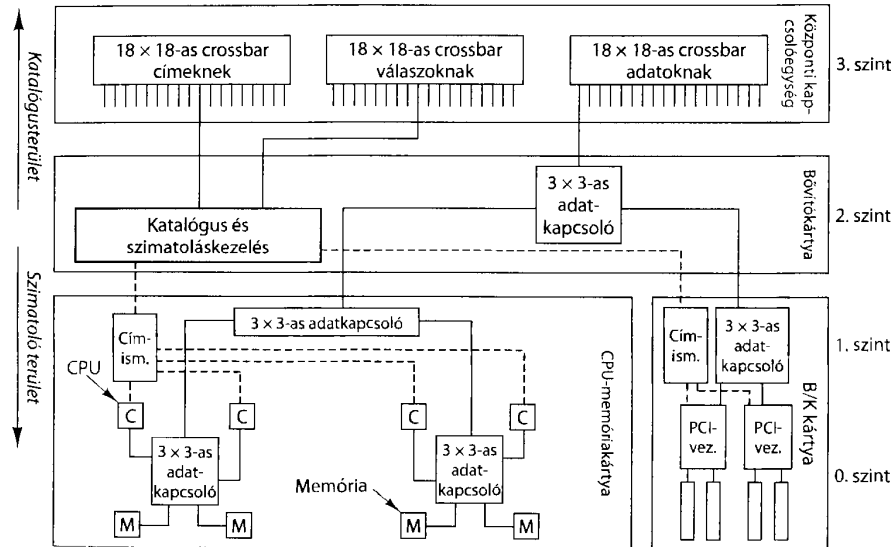 Katalógusterület
Szimatoló terület
18 × 18-as crossbar
címeknek
18 × 18-as crossbar
válaszoknak
18 × 18-as crossbar
adatoknak
Központi kap-
csolóegység
3. szint
Katalógus és
szimatoláskezelés
3 × 3-as
adat-
kapcsoló
Bővítőkártya
2. szint
Cím-
ism.
3 × 3-as adatkapcsoló
CPU
C
C
C
C
3 × 3-as
adat-
kapcsoló
3 × 3-as
adat-
kapcsoló
Memória
M
M
M
M
CPU-memóriakártya
Cím-
ism.
3 × 3-as
adat-
kapcsoló
1. szint
PCI-
vez.
PCI-
vez.
B/K kártya
0. szint